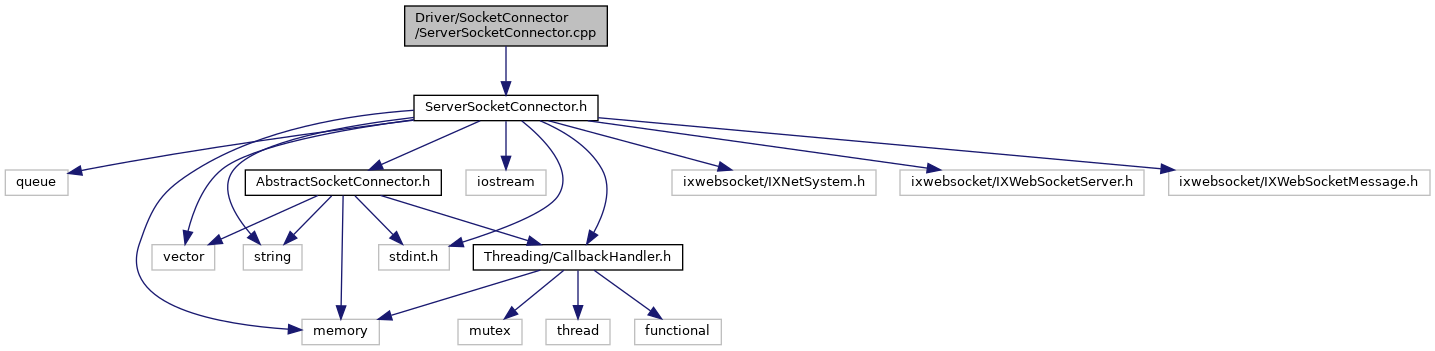 Driver/SocketConnector
/ServerSocketConnector.cpp
ServerSocketConnector.h
queue
AbstractSocketConnector.h
iostream
ixwebsocket/IXNetSystem.h
ixwebsocket/IXWebSocketServer.h
ixwebsocket/IXWebSocketMessage.h
vector
string
stdint.h
Threading/CallbackHandler.h
memory
mutex
thread
functional